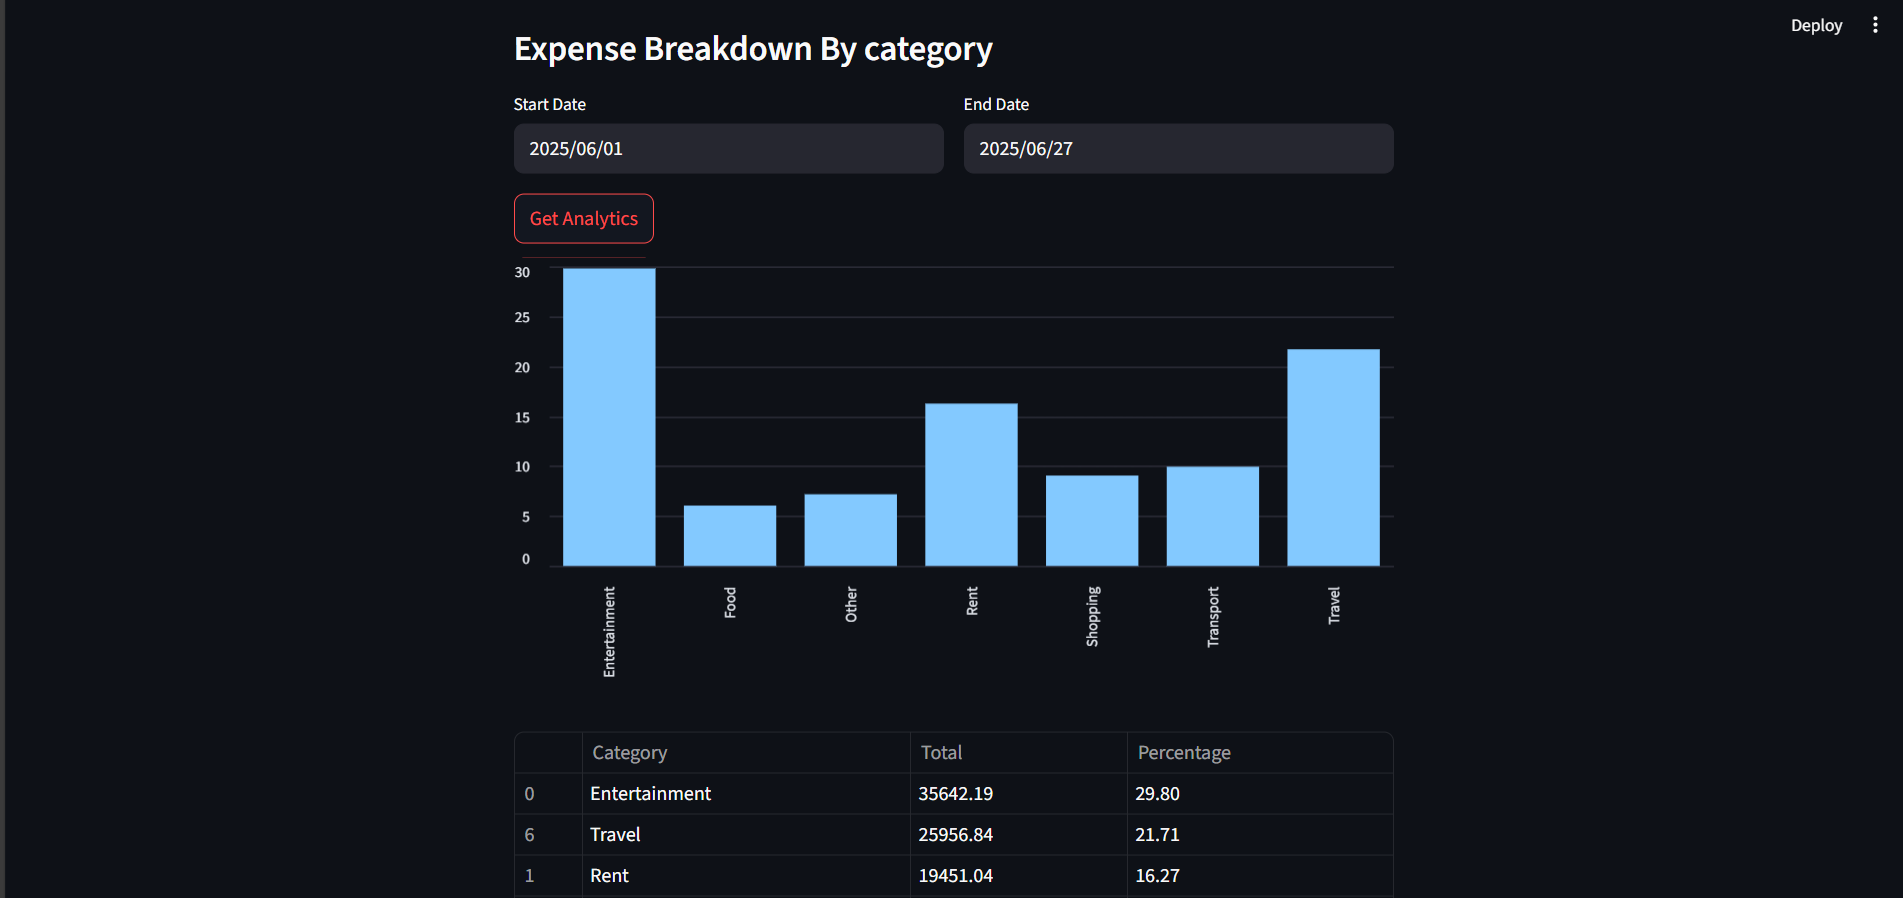 Deploy
Expense Breakdown By category
Start Date
End Date
2025/06/01
2025/06/27
Get Analytics
30
25
20
15
10
5
0
Entertainment
Food
Other
Rent
Shopping
Transport
Travel
Category Total Percentage
0 Entertainment 35642.19 29.80
6 Travel 25956.84 21.71
1 Rent 19451.04 16.27